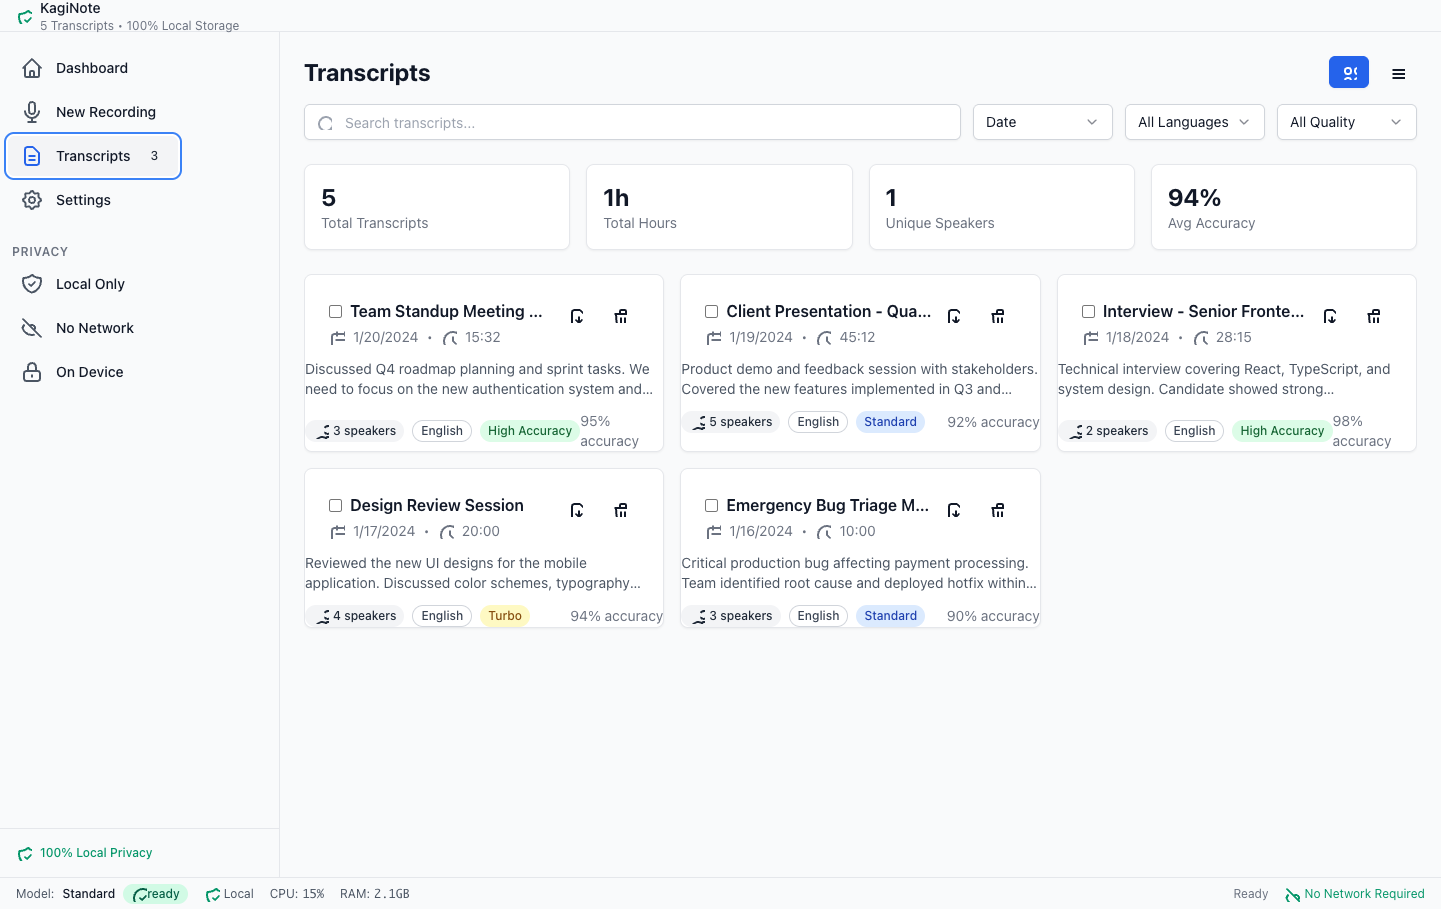 KagiNote
5 Transcripts • 100% Local Storage
Dashboard
New Recording
Transcripts 3
Settings
PRIVACY
Local Only
No Network
On Device
100% Local Privacy
Transcripts
Search transcripts...
Date
All Languages
All Quality
5
Total Transcripts
1h
Total Hours
1
Unique Speakers
94%
Avg Accuracy
Team Standup Meeting ...
1/20/2024 • 15:32
Discussed Q4 roadmap planning and sprint tasks. We
need to focus on the new authentication system and...
3 speakers English High Accuracy 95%
accuracy
Client Presentation - Qua...
1/19/2024 • 45:12
Product demo and feedback session with stakeholders.
Covered the new features implemented in Q3 and...
5 speakers English Standard 92% accuracy
Interview - Senior Fronte...
1/18/2024 • 28:15
Technical interview covering React, TypeScript, and
system design. Candidate showed strong...
2 speakers English High Accuracy 98%
accuracy
Design Review Session
1/17/2024 • 20:00
Reviewed the new UI designs for the mobile
application. Discussed color schemes, typography...
4 speakers English Turbo 94% accuracy
Emergency Bug Triage M...
1/16/2024 • 10:00
Critical production bug affecting payment processing.
Team identified root cause and deployed hotfix within...
3 speakers English Standard 90% accuracy
Model: Standard ready Local CPU: 15% RAM: 2.1GB
Ready No Network Required